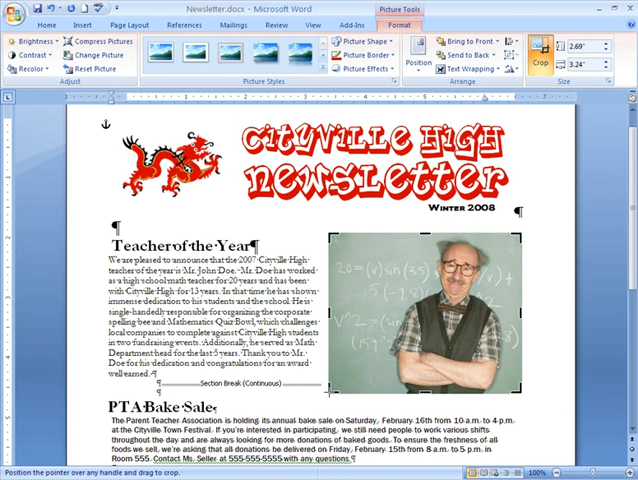 Newsletter.docx - Microsoft Word
Picture Tools
Home Insert Page Layout References Mailings Review View Add-Ins Format
Brightness Compress Pictures Picture Shape Bring to Front 2.69"
Contrast Change Picture Picture Border Send to Back 3.24"
Recolor Reset Picture Picture Effects Position Text Wrapping Crop
Adjust Picture Styles Arrange Size
CityVille High
Newsletter
Winter 2008
Teacher of the Year¶
We are pleased to announce that the 2007 Cityville High
teacher of the year is Mr. John Doe. Mr. Doe has worked
as a high school math teacher for 20 years and has been
with Cityville High for 13 years. In that time he has shown
immense dedication to his students and the school. He is
single-handedly responsible for organizing the corporate
spelling bee and Mathematics Quiz Bowl, which challenges
local companies to compete against Cityville High students
in two fundraising events. Additionally, he served as Math
Department head for the last 5 years. Thank you to Mr.
Doe for his dedication and congratulations for an award
well earned.¶
Section Break (Continuous)
PTA Bake Sale¶
The Parent Teacher Association is holding its annual bake sale on Saturday, February 16th from 10 a.m. to 4 p.m.
at the Cityville Town Festival. If you're interested in participating, we still need people to work various shifts
throughout the day and are always looking for more donations of baked goods. To ensure the freshness of all
foods we sell, we're asking that all donations be delivered on Friday, February 15th from 8 a.m. to 5 p.m. in
Room 555. Contact Ms. Seller at 555-555-5555 with any questions.¶
Position the pointer over any handle and drag to crop.
100%